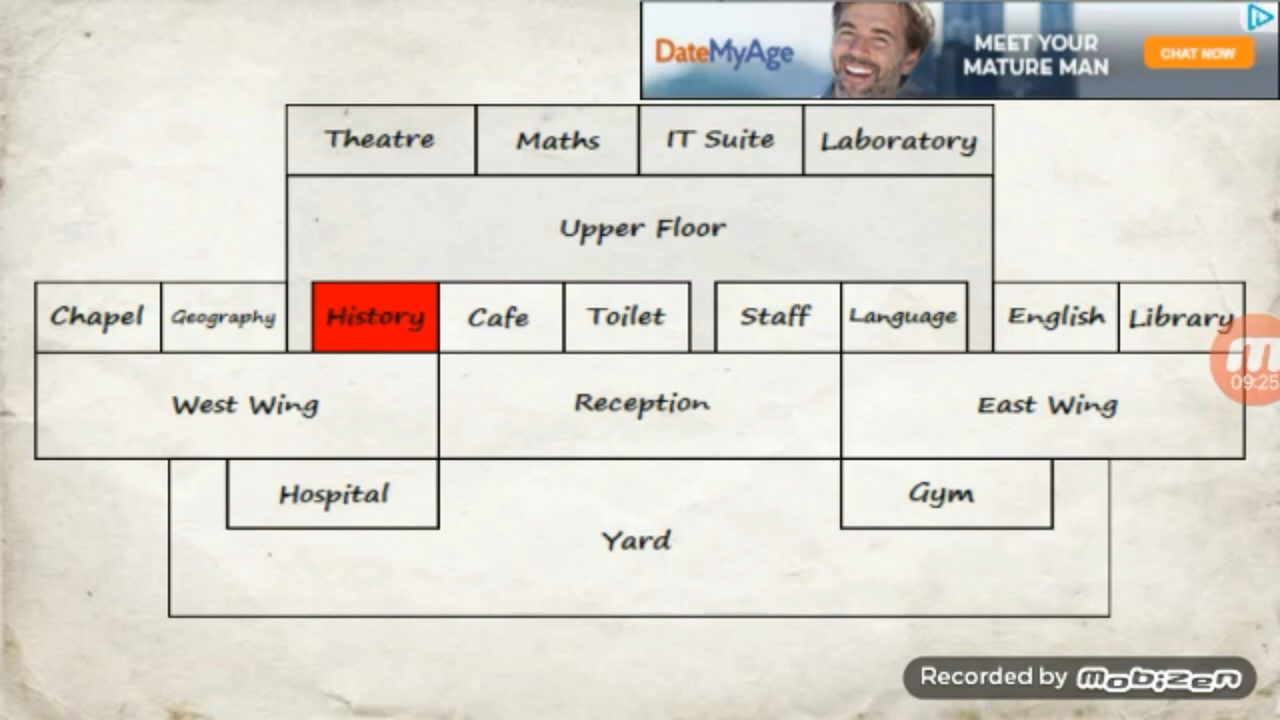 DateMyAge
MEET YOUR
MATURE MAN
CHAT NOW
Theatre
Maths
IT Suite
Laboratory
Upper Floor
Chapel
Geography
History
Cafe
Toilet
Staff
Language
English
Library
09:25
West Wing
Reception
East Wing
Hospital
Gym
Yard
Recorded by mobizen